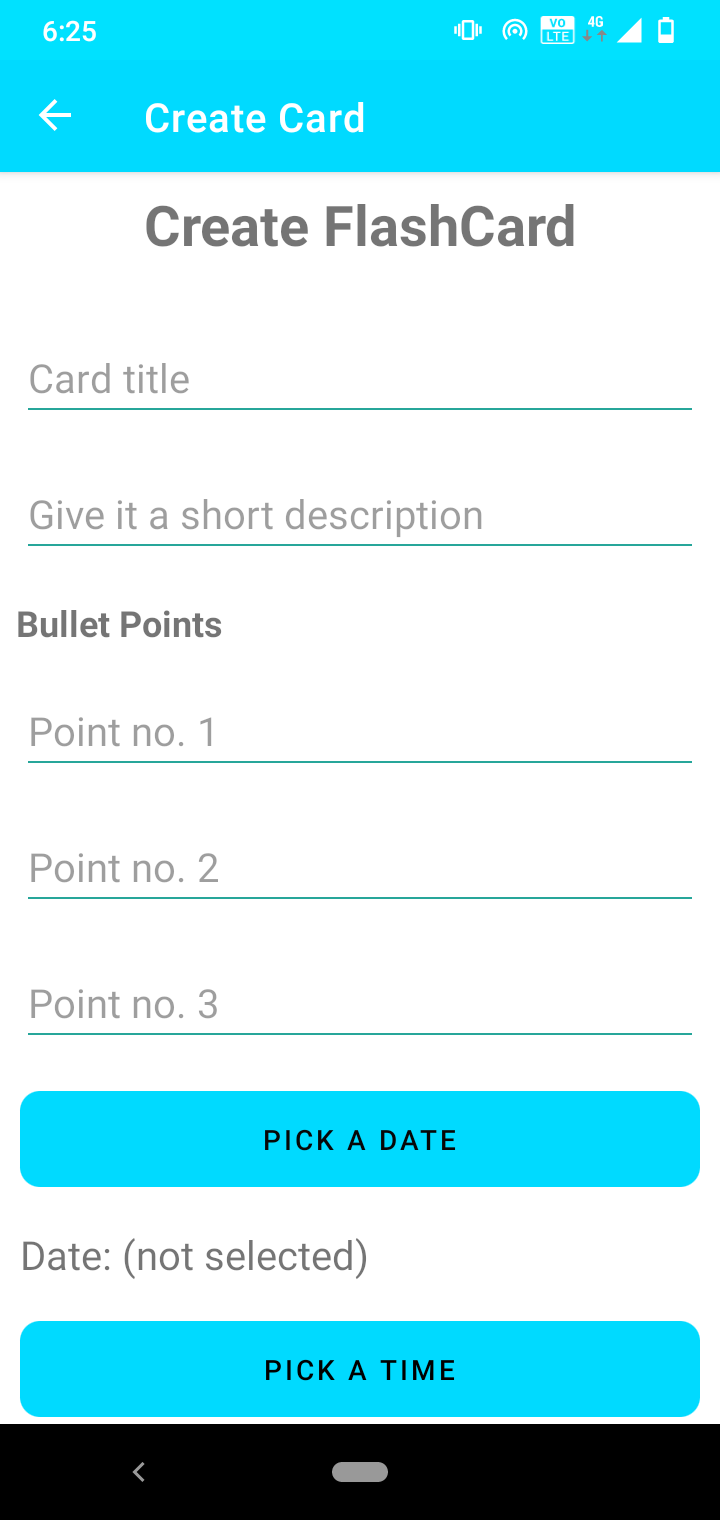 6:25
VO
LTE
4G
Create Card
Create FlashCard
Card title
Give it a short description
Bullet Points
Point no. 1
Point no. 2
Point no. 3
PICK A DATE
Date: (not selected)
PICK A TIME